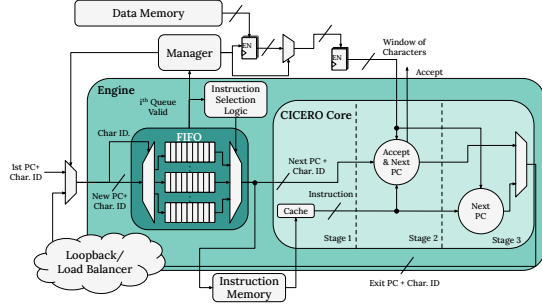 Data Memory
EN
Manager
EN
Window of
Characters
Accept
Engine
ith Queue
Valid
Instruction
Selection
Logic
CICERO Core
Char ID.
FIFO
Accept
& Next
PC
1st PC+
Char. ID
Next PC +
Char. ID
New PC+
Char. ID
Instruction
Cache
Next
PC
Stage 1
Stage 2
Stage 3
Loopback/
Load Balancer
Instruction
Memory
Exit PC + Char. ID